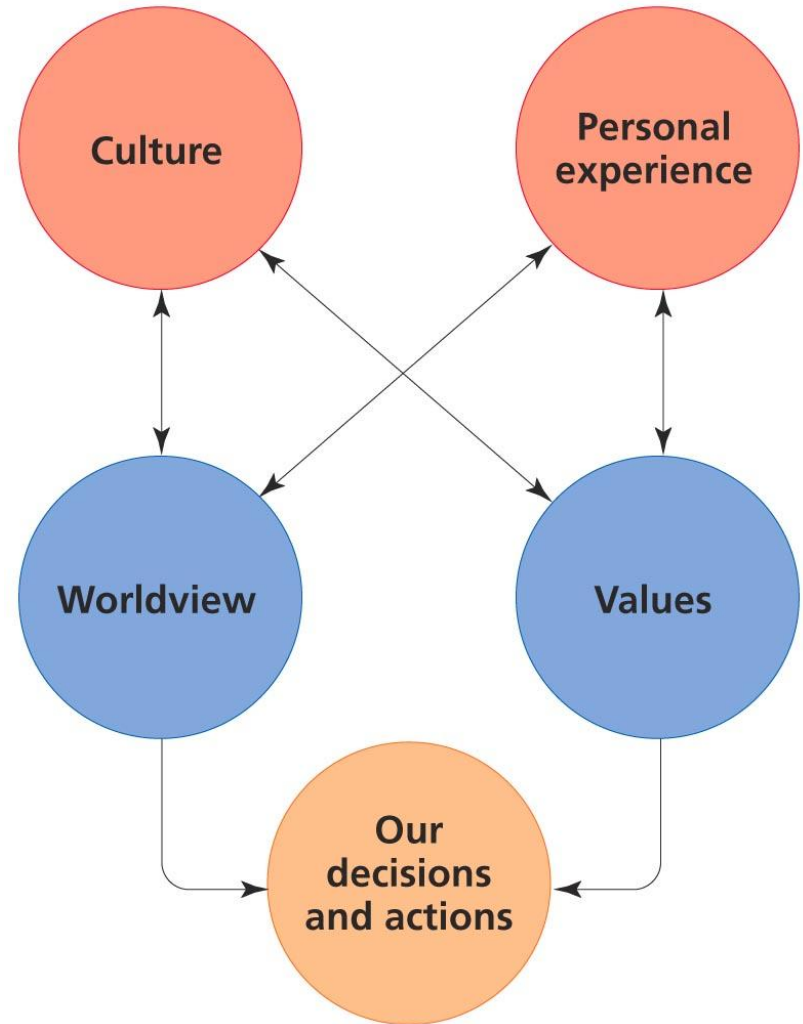 Culture
Personal
experience
Worldview
Values
Our
decisions
and actions